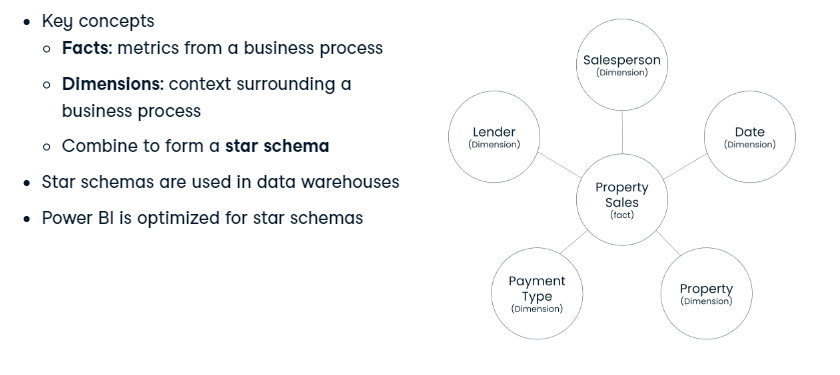 Key concepts
Facts: metrics from a business process
Dimensions: context surrounding a
business process
Combine to form a star schema
Star schemas are used in data warehouses
Power BI is optimized for star schemas
Salesperson
(Dimension)
Lender
(Dimension)
Date
(Dimension)
Property
Sales
(fact)
Payment
Type
(Dimension)
Property
(Dimension)